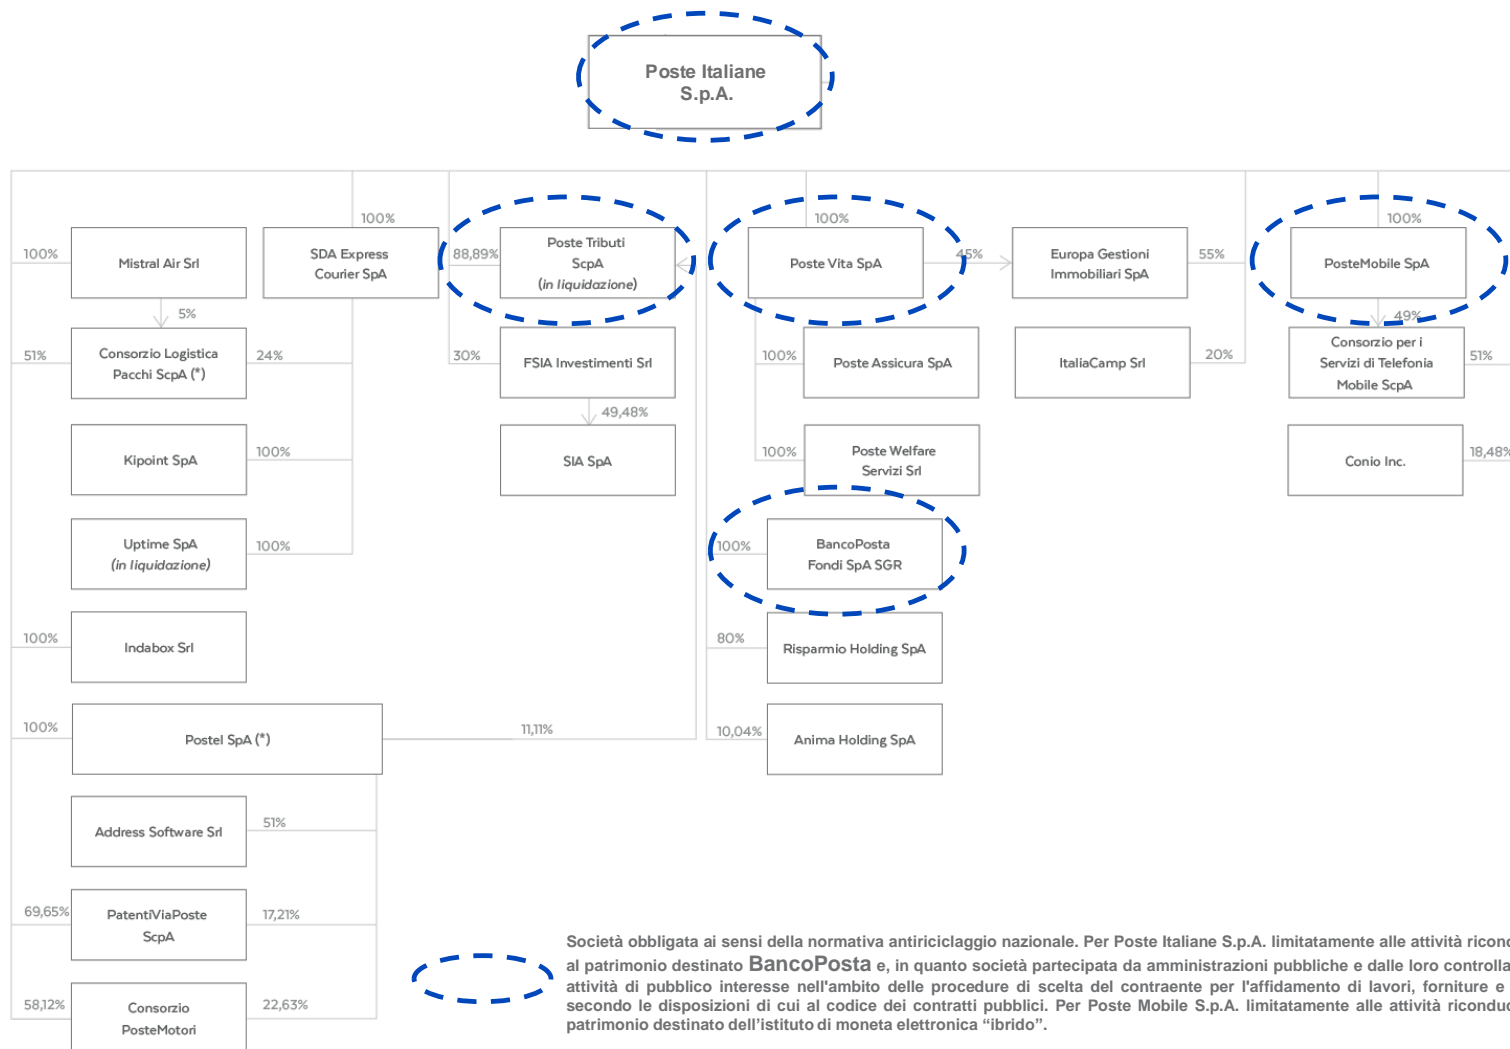 Poste Italiane
S.p.A.
100%
100%
100%
100%
100%
Mistral Air Srl
SDA Express
Courier SpA
88,89%
Poste Tributi
ScpA
(in liquidazione)
Poste Vita SpA
45%
Europa Gestioni
Immobiliari SpA
55%
PosteMobile SpA
5%
49%
51%
Consorzio Logistica
Pacchi ScpA (*)
24%
30%
FSIA Investimenti Srl
100%
Poste Assicura SpA
ItaliaCamp Srl
20%
Consorzio per i
Servizi di Telefonia
Mobile ScpA
51%
49,48%
Kipoint SpA
100%
SIA SpA
100%
Poste Welfare
Servizi Srl
Conio Inc.
18,48%
Uptime SpA
(in liquidazione)
100%
100%
BancoPosta
Fondi SpA SGR
100%
Indabox Srl
80%
Risparmio Holding SpA
100%
Postel SpA (*)
11,11%
10,04%
Anima Holding SpA
Address Software Srl
51%
69,65%
PatentiViaPoste
ScpA
17,21%
58,12%
Consorzio
PosteMotori
22,63%
Società obbligata ai sensi della normativa antiriciclaggio nazionale. Per Poste Italiane S.p.A. limitatamente alle attività ricond
al patrimonio destinato BancoPosta e, in quanto società partecipata da amministrazioni pubbliche e dalle loro controlla
attività di pubblico interesse nell'ambito delle procedure di scelta del contraente per l'affidamento di lavori, forniture e
secondo le disposizioni di cui al codice dei contratti pubblici. Per Poste Mobile S.p.A. limitatamente alle attività riconduc
patrimonio destinato dell'istituto di moneta elettronica “ibrido”.